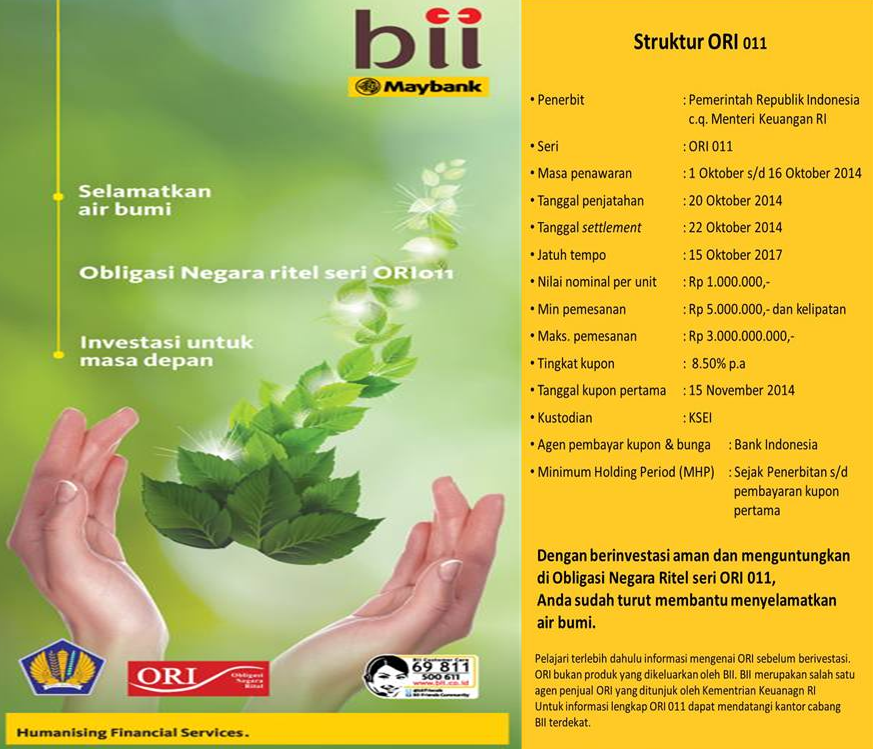 bii
Maybank
Selamatkan
air bumi
Obligasi Negara ritel seri ORI011
Investasi untuk
masa depan
ORI Obligasi
Negara
Ritel
BII Customer Care
69 811
500 611
www.bii.co.id
@BIIFriends
BII Friends Community
Humanising Financial Services.
Struktur ORI 011
• Penerbit : Pemerintah Republik Indonesia
c.q. Menteri Keuangan RI
• Seri : ORI 011
• Masa penawaran : 1 Oktober s/d 16 Oktober 2014
• Tanggal penjatahan : 20 Oktober 2014
• Tanggal settlement : 22 Oktober 2014
• Jatuh tempo : 15 Oktober 2017
• Nilai nominal per unit : Rp 1.000.000,-
• Min pemesanan : Rp 5.000.000,- dan kelipatan
• Maks. pemesanan : Rp 3.000.000.000,-
• Tingkat kupon : 8.50% p.a
• Tanggal kupon pertama : 15 November 2014
• Kustodian : KSEI
• Agen pembayar kupon & bunga : Bank Indonesia
• Minimum Holding Period (MHP) : Sejak Penerbitan s/d
pembayaran kupon
pertama
Dengan berinvestasi aman dan menguntungkan
di Obligasi Negara Ritel seri ORI 011,
Anda sudah turut membantu menyelamatkan
air bumi.
Pelajari terlebih dahulu informasi mengenai ORI sebelum berivestasi.
ORI bukan produk yang dikeluarkan oleh BII. BII merupakan salah satu
agen penjual ORI yang ditunjuk oleh Kementrian Keuanagn RI
Untuk informasi lengkap ORI 011 dapat mendatangi kantor cabang
BII terdekat.